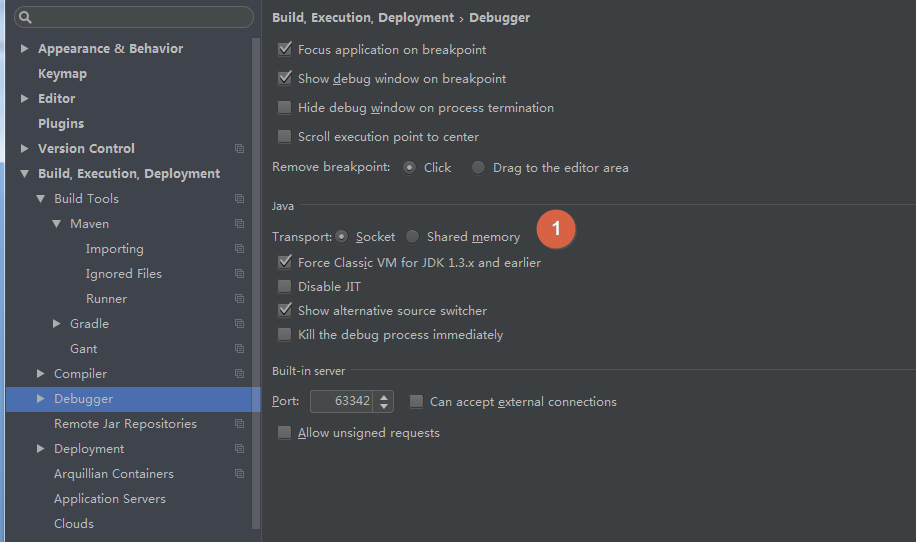 Appearance & Behavior
Keymap
Editor
Plugins
Version Control
Build, Execution, Deployment
Build Tools
Maven
Importing
Ignored Files
Runner
Gradle
Gant
Compiler
Debugger
Remote Jar Repositories
Deployment
Arquillian Containers
Application Servers
Clouds
Build, Execution, Deployment › Debugger
Focus application on breakpoint
Show debug window on breakpoint
Hide debug window on process termination
Scroll execution point to center
Remove breakpoint: Click Drag to the editor area
Java
Transport: Socket Shared memory 1
Force Classic VM for JDK 1.3.x and earlier
Disable JIT
Show alternative source switcher
Kill the debug process immediately
Built-in server
Port: 63342 Can accept external connections
Allow unsigned requests